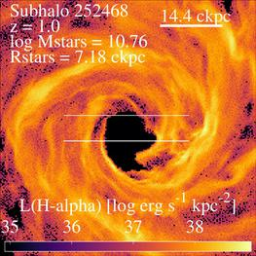 Subhalo 252468
14.4 ckpc
z = 1.0
log Mstars = 10.76
Rstars = 7.18 ckpc
L(H-alpha) [log erg s⁻¹ kpc⁻²]
35 36 37 38